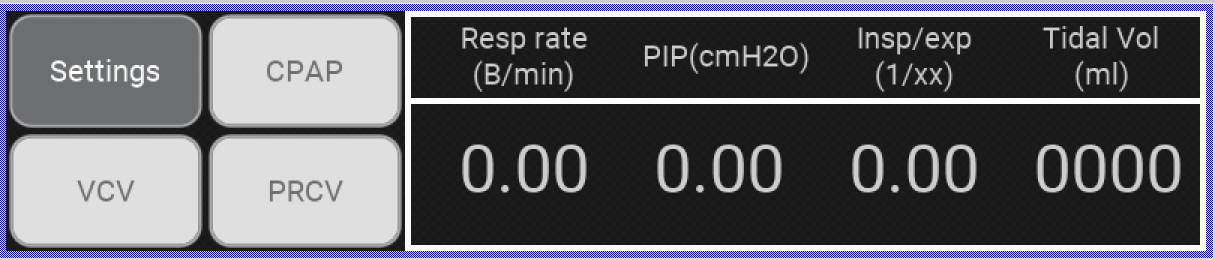 Settings
CPAP
VCV
PRCV
Resp rate
(B/min)
PIP(cmH2O)
Insp/exp
(1/xx)
Tidal Vol
(ml)
0.00
0.00
0.00
0000